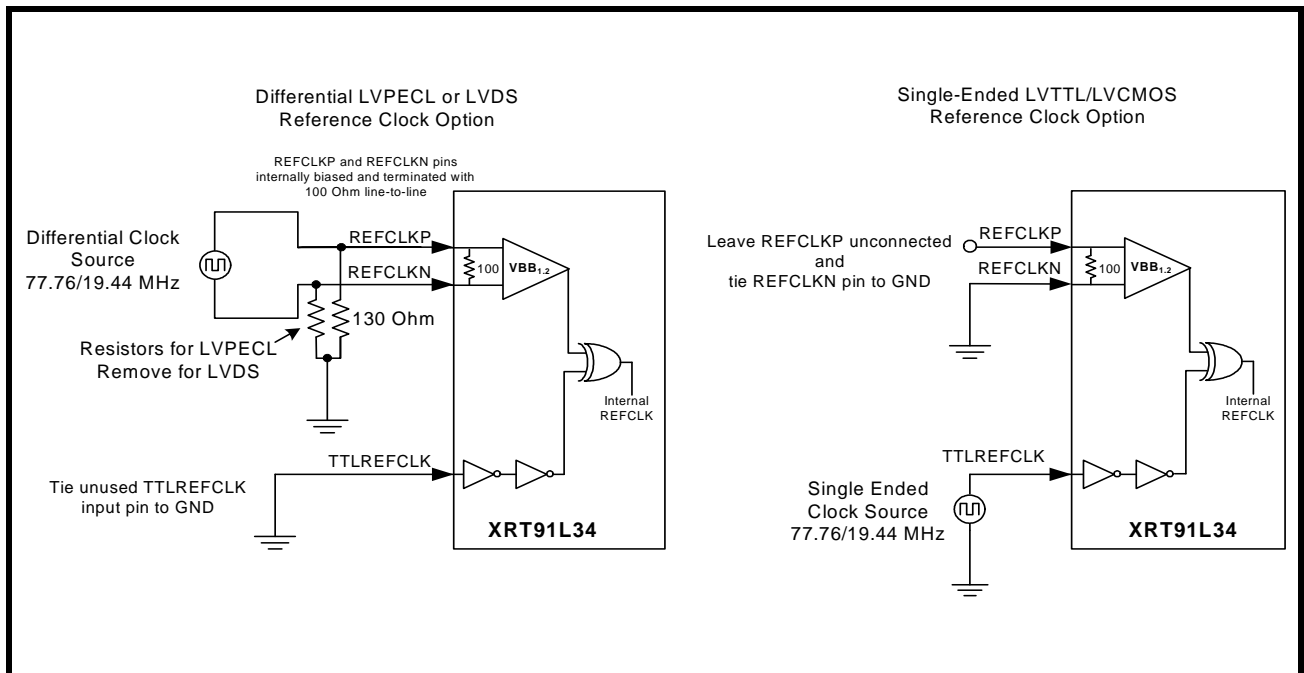 Differential LVPECL or LVDS
Reference Clock Option
REFCLKP and REFCLKN pins
internally biased and terminated with
100 Ohm line-to-line
Differential Clock
Source
77.76/19.44 MHz
REFCLKP
REFCLKN
100
VBB1.2
130 Ohm
Resistors for LVPECL
Remove for LVDS
Internal
REFCLK
TTLREFCLK
Tie unused TTLREFCLK
input pin to GND
XRT91L34
Single-Ended LVTTL/LVCMOS
Reference Clock Option
Leave REFCLKP unconnected
and
tie REFCLKN pin to GND
REFCLKP
REFCLKN
100
VBB1.2
Internal
REFCLK
TTLREFCLK
Single Ended
Clock Source
77.76/19.44 MHz
XRT91L34